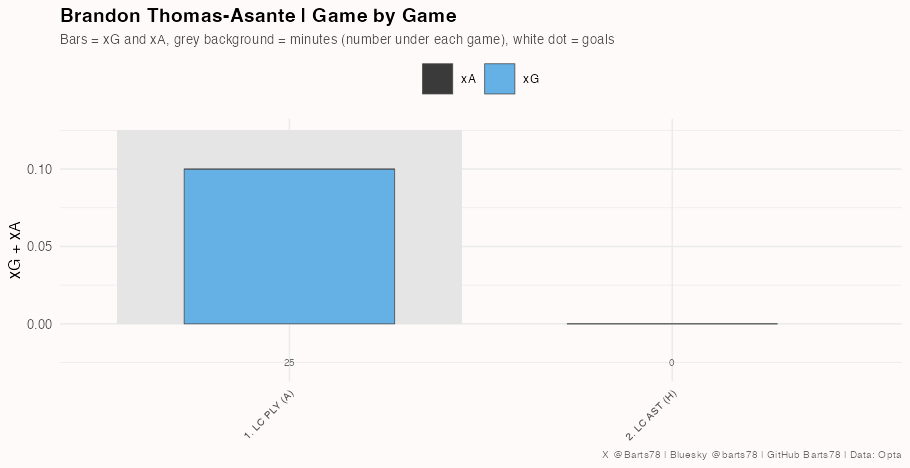 Brandon Thomas-Asante | Game by Game
Bars = xG and xA, grey background = minutes (number under each game), white dot = goals
xA xG
xG + xA
0.10
0.05
0.00
25 0
1. LC PLY (A) 2. LC AST (H)
X @Barts78 | Bluesky @barts78 | GitHub Barts78 | Data: Opta